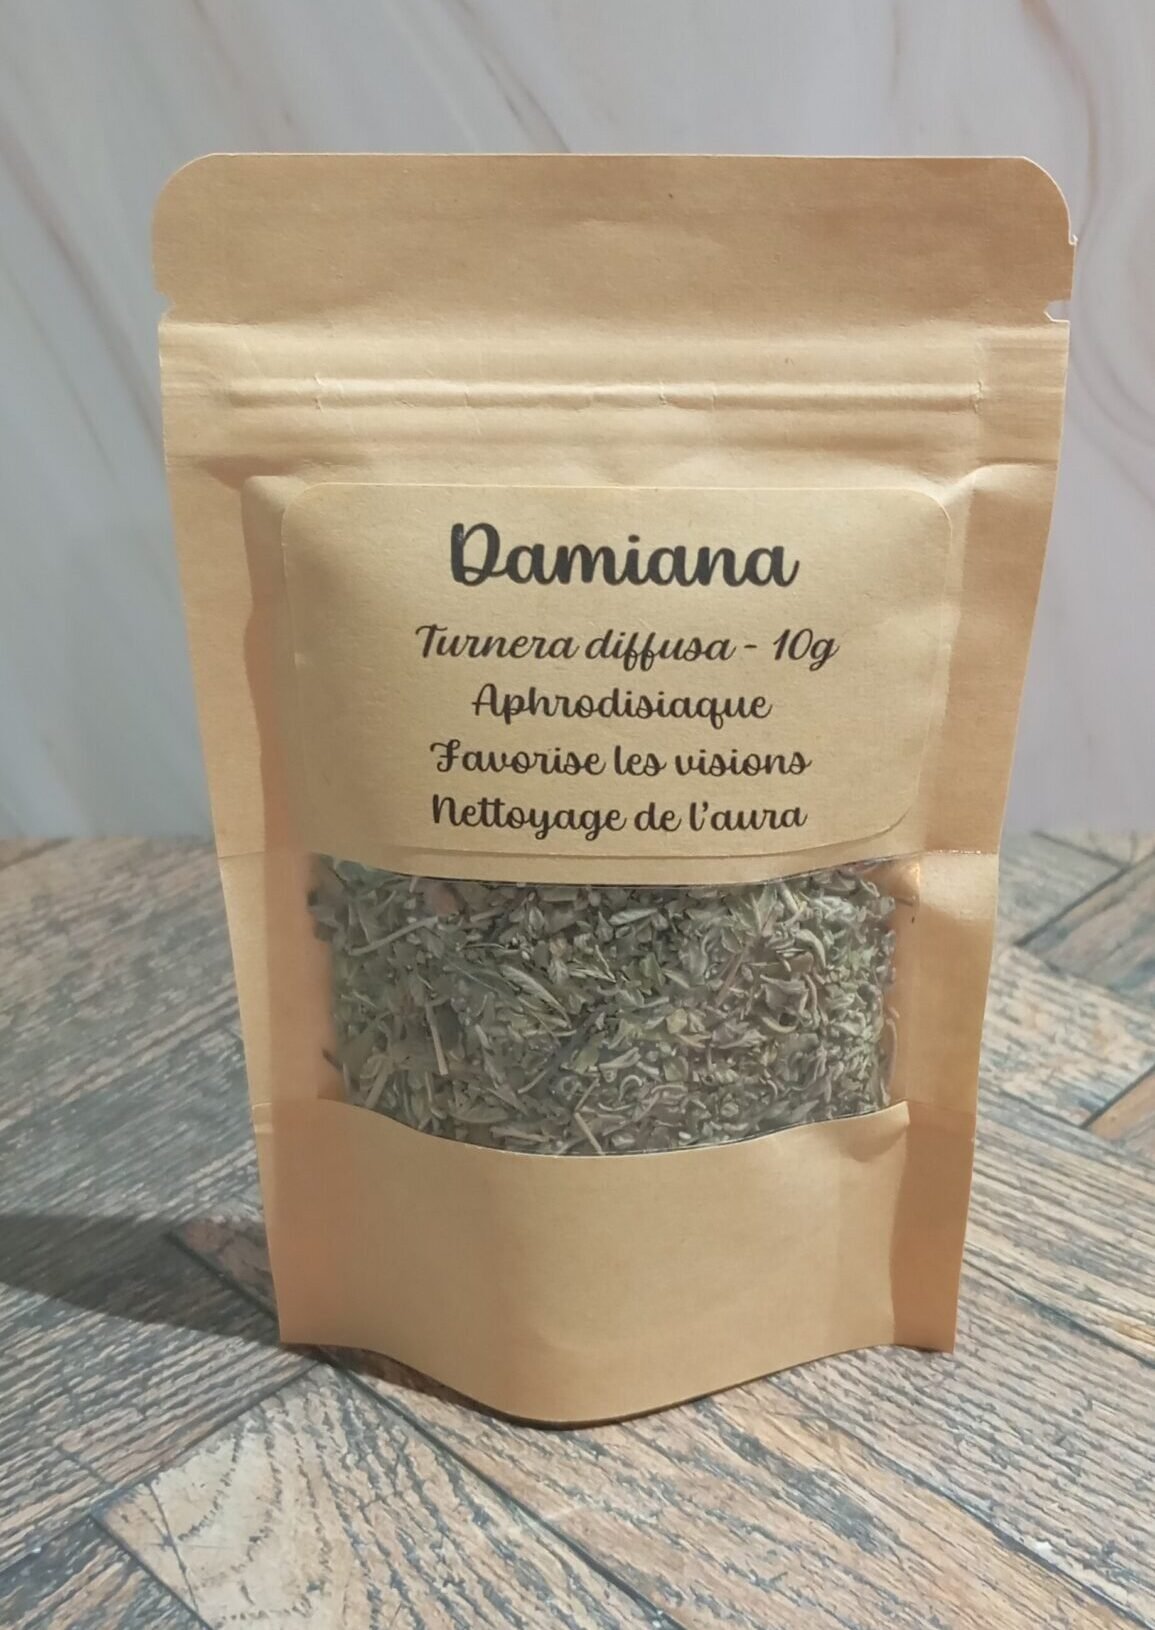 Damiana
Turnera diffusa - 10g
Aphrodisiaque
Favorise les visions
Nettoyage de l'aura